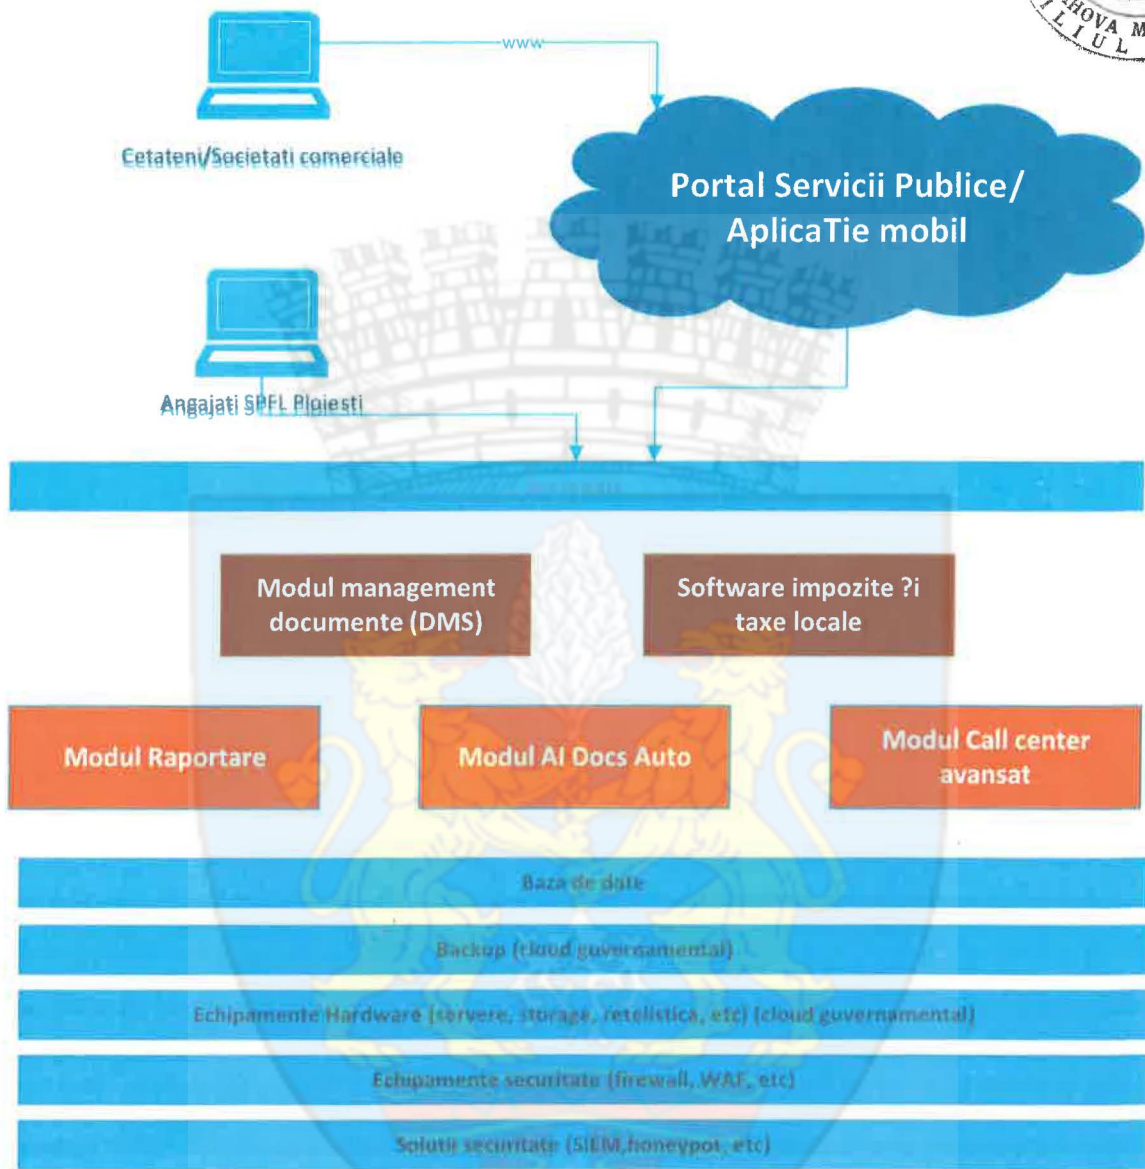 HOVA M
ILIUL
www
Cetateni/Societati comerciale
Portal Servicii Publice/
AplicaTie mobil
Angajati SPFL Ploiesti
Modul management
documente (DMS)
Software impozite ?i
taxe locale
Modul Raportare
Modul AI Docs Auto
Modul Call center
avansat
Baza de date
Backup (cloud guvernamental)
Echipamente Hardware (servere, storage, retelistica, etc) (cloud guvernamental)
Echipamente securitate (firewall, WAF, etc)
Solutii securitate (SIEM,honeypot, etc)